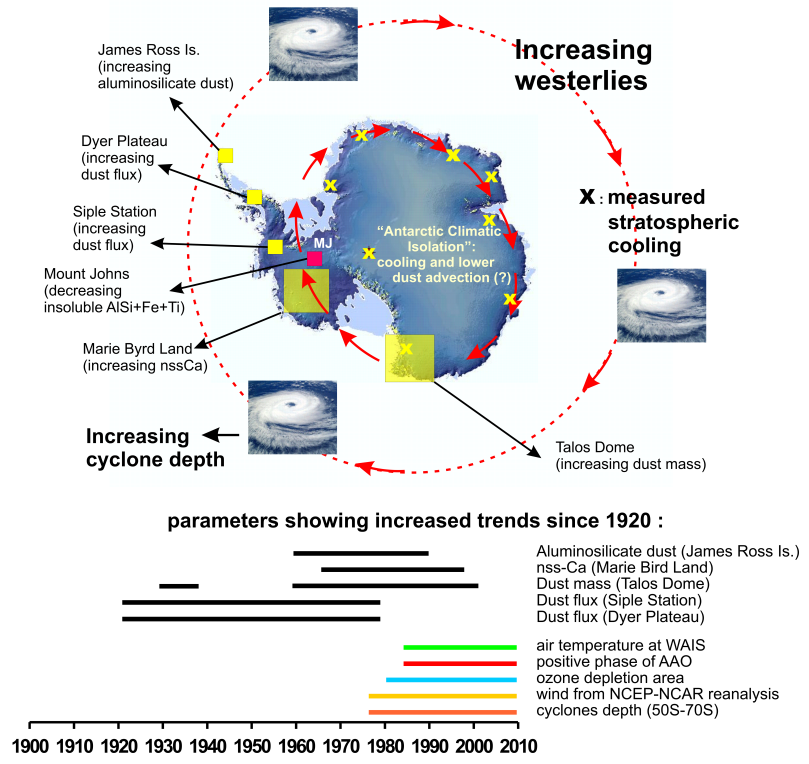 Increasing
westerlies
James Ross Is.
(increasing
aluminosilicate dust)
Dyer Plateau
(increasing
dust flux)
Siple Station
(increasing
dust flux)
Mount Johns
(decreasing
insoluble AlSi+Fe+Ti)
Marie Byrd Land
(increasing nssCa)
MJ
x
x
x
x
x
x
x
x
"Antarctic Climatic
Isolation":
cooling and lower
dust advection (?)
x : measured
stratospheric
cooling
Increasing
cyclone depth
Talos Dome
(increasing dust mass)
parameters showing increased trends since 1920 :
Aluminosilicate dust (James Ross Is.)
nss-Ca (Marie Bird Land)
Dust mass (Talos Dome)
Dust flux (Siple Station)
Dust flux (Dyer Plateau)
air temperature at WAIS
positive phase of AAO
ozone depletion area
wind from NCEP-NCAR reanalysis
cyclones depth (50S-70S)
1900 1910 1920 1930 1940 1950 1960 1970 1980 1990 2000 2010